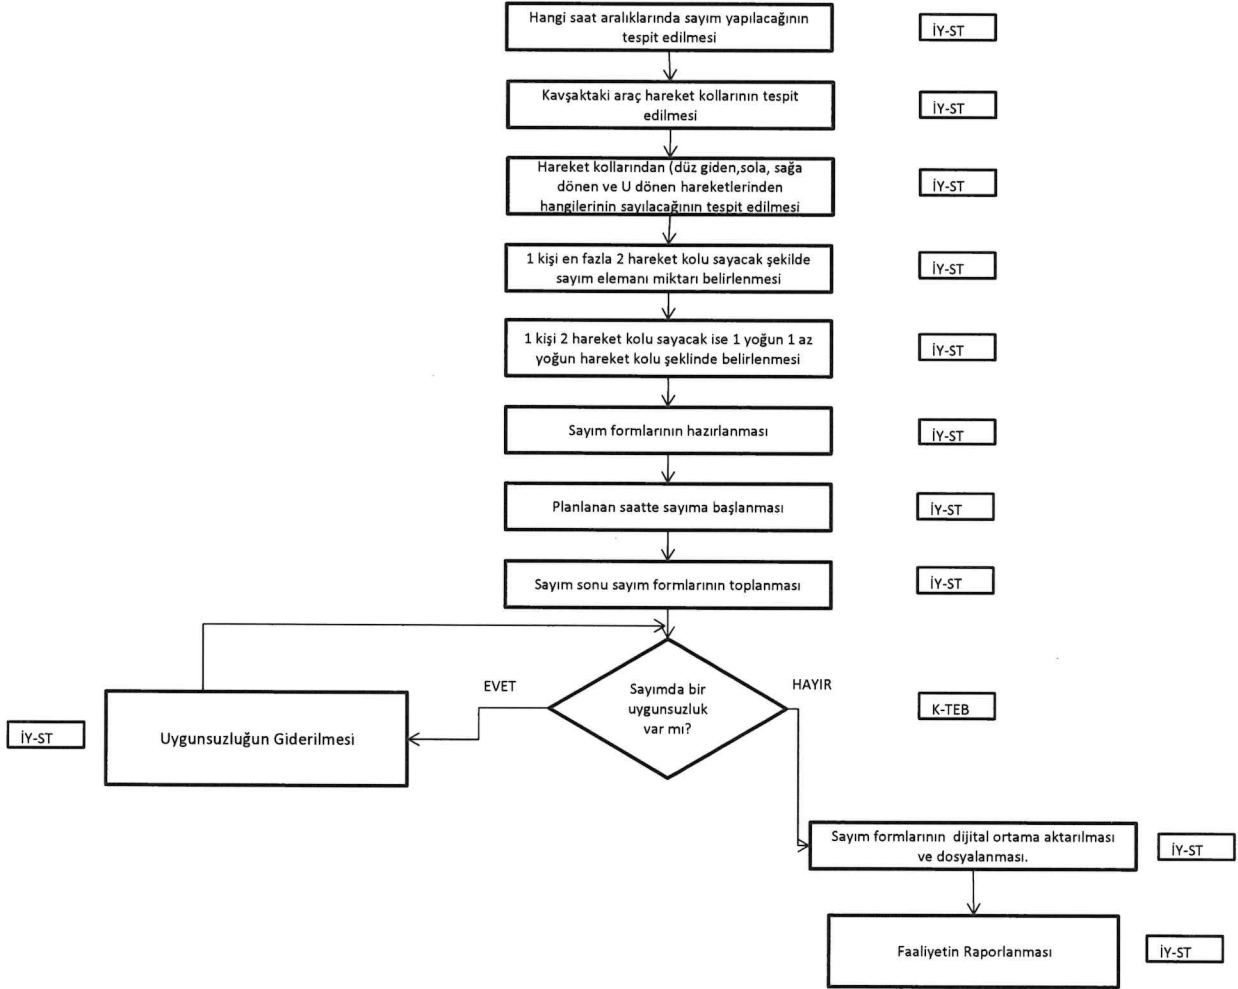 Hangi saat aralıklarında sayım yapılacağının
tespit edilmesi
İY-ST
Kavşaktaki araç hareket kollarının tespit
edilmesi
İY-ST
Hareket kollarından (düz giden,sola, sağa
dönen ve U dönen hareketlerinden
hangilerinin sayılacağının tespit edilmesi
İY-ST
1 kişi en fazla 2 hareket kolu sayacak şekilde
sayım elemanı miktarı belirlenmesi
İY-ST
1 kişi 2 hareket kolu sayacak ise 1 yoğun 1 az
yoğun hareket kolu şeklinde belirlenmesi
İY-ST
Sayım formlarının hazırlanması
İY-ST
Planlanan saatte sayıma başlanması
İY-ST
Sayım sonu sayım formlarının toplanması
İY-ST
EVET
Sayımda bir
uygunsuzluk
var mı?
HAYIR
K-TEB
İY-ST
Uygunsuzluğun Giderilmesi
Sayım formlarının dijital ortama aktarılması
ve dosyalanması.
İY-ST
Faaliyetin Raporlanması
İY-ST